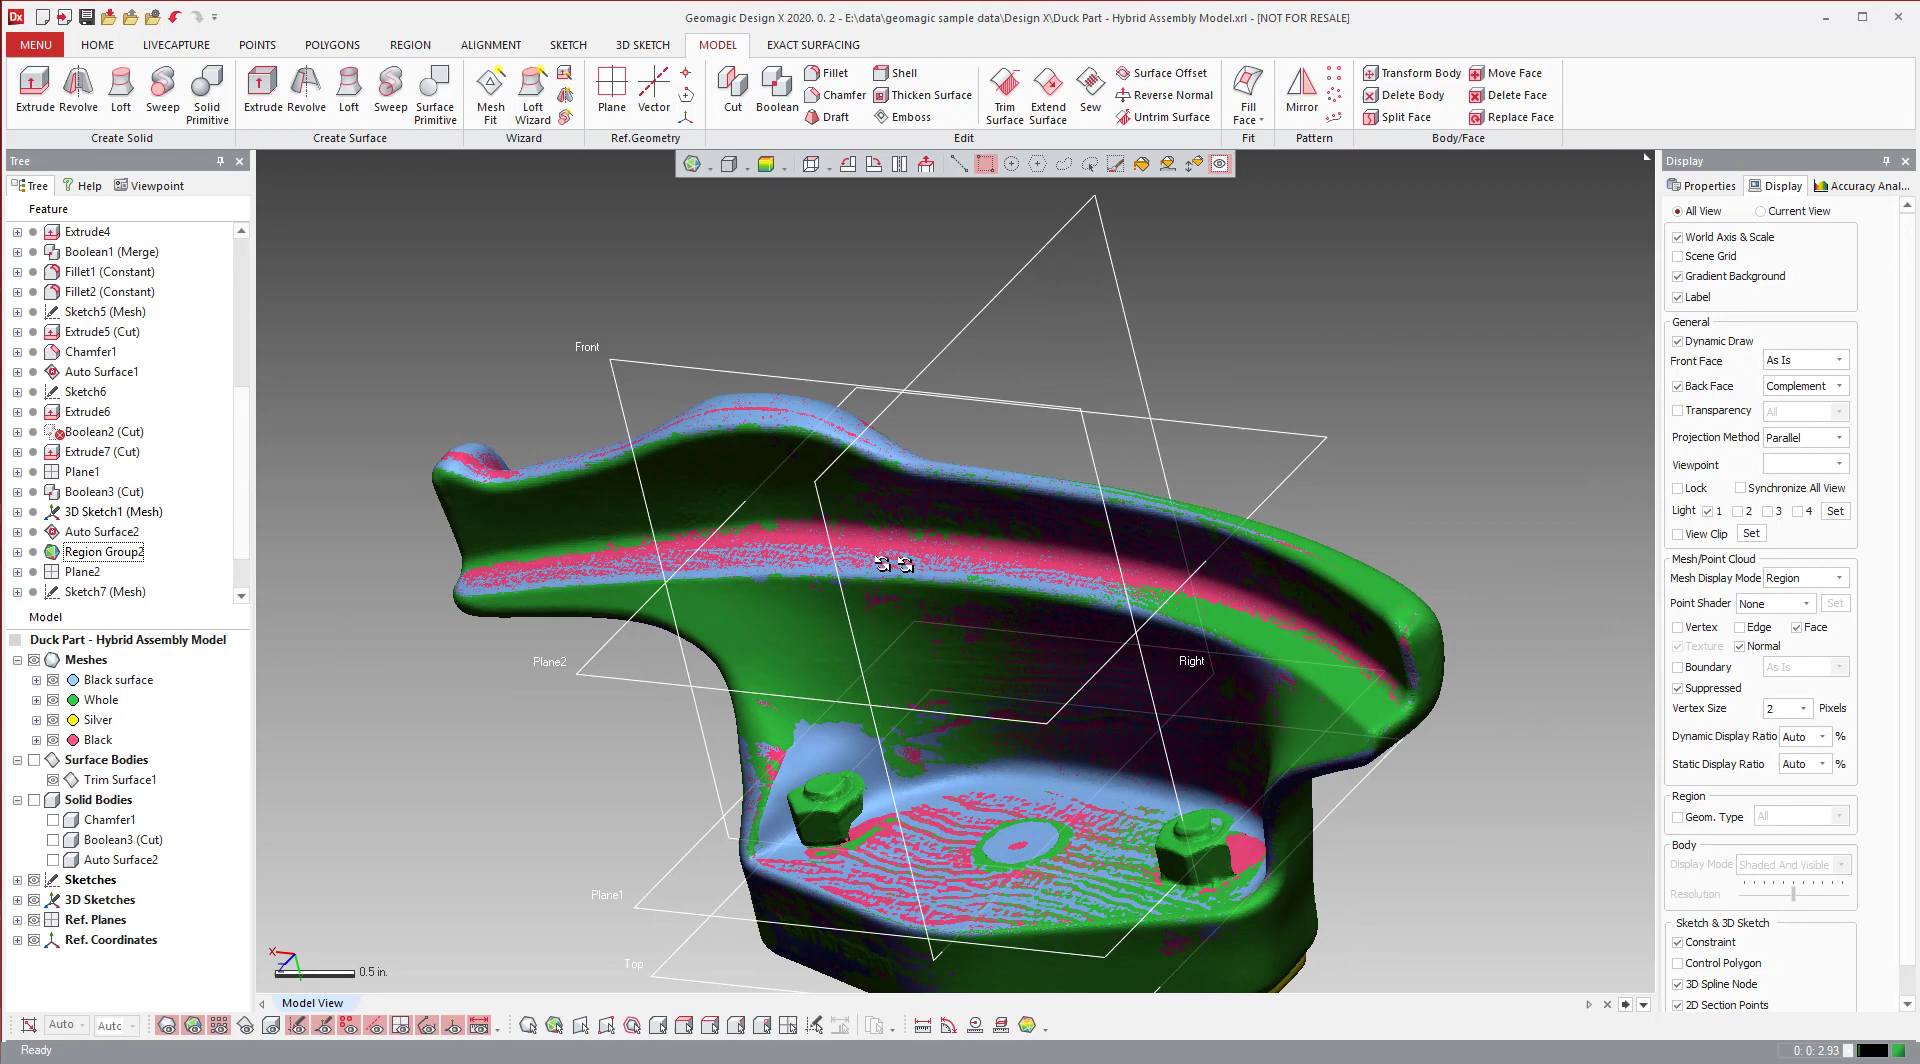 Dx
Geomagic Design X 2020. 0. 2 - E:\data\geomagic sample data\Design X\Duck Part - Hybrid Assembly Model.xrl - [NOT FOR RESALE]
MENU HOME LIVECAPTURE POINTS POLYGONS REGION ALIGNMENT SKETCH 3D SKETCH MODEL EXACT SURFACING
Extrude Revolve Loft Sweep Solid Primitive
Create Solid
Extrude Revolve Loft Sweep Surface Primitive
Create Surface
Mesh Fit Loft Wizard
Wizard
Plane Vector
Ref.Geometry
Cut Boolean
Fillet Shell
Chamfer Thicken Surface
Draft Emboss
Trim Surface Extend Surface Sew
Surface Offset
Reverse Normal
Untrim Surface
Edit
Fill Face
Fit
Mirror
Pattern
Transform Body Move Face
Delete Body Delete Face
Split Face Replace Face
Body/Face
Tree
Tree Help Viewpoint
Feature
Extrude4
Boolean1 (Merge)
Fillet1 (Constant)
Fillet2 (Constant)
Sketch5 (Mesh)
Extrude5 (Cut)
Chamfer1
Auto Surface1
Sketch6
Extrude6
Boolean2 (Cut)
Extrude7 (Cut)
Plane1
Boolean3 (Cut)
3D Sketch1 (Mesh)
Auto Surface2
Region Group2
Plane2
Sketch7 (Mesh)
Model
Duck Part - Hybrid Assembly Model
Meshes
Black surface
Whole
Silver
Black
Surface Bodies
Trim Surface1
Solid Bodies
Chamfer1
Boolean3 (Cut)
Auto Surface2
Sketches
3D Sketches
Ref. Planes
Ref. Coordinates
Front
Plane2
Right
Plane1
Top
X
0.5 in.
Model View
Display
Properties Display Accuracy Anal...
All View Current View
World Axis & Scale
Scene Grid
Gradient Background
Label
General
Dynamic Draw
Front Face As Is
Back Face Complement
Transparency All
Projection Method Parallel
Viewpoint
Lock Synchronize All View
Light 1 2 3 4 Set
View Clip Set
Mesh/Point Cloud
Mesh Display Mode Region
Point Shader None Set
Vertex Edge Face
Texture Normal
Boundary As Is
Suppressed
Vertex Size 2 Pixels
Dynamic Display Ratio Auto %
Static Display Ratio Auto %
Region
Geom. Type All
Body
Display Mode Shaded And Visible
Resolution
Sketch & 3D Sketch
Constraint
Control Polygon
3D Spline Node
2D Section Points
Auto Auto
Ready
0: 0: 2.93